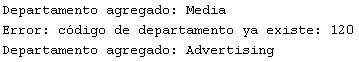 Departamento agregado: Media
Error: código de departamento ya existe: 120
Departamento agregado: Advertising